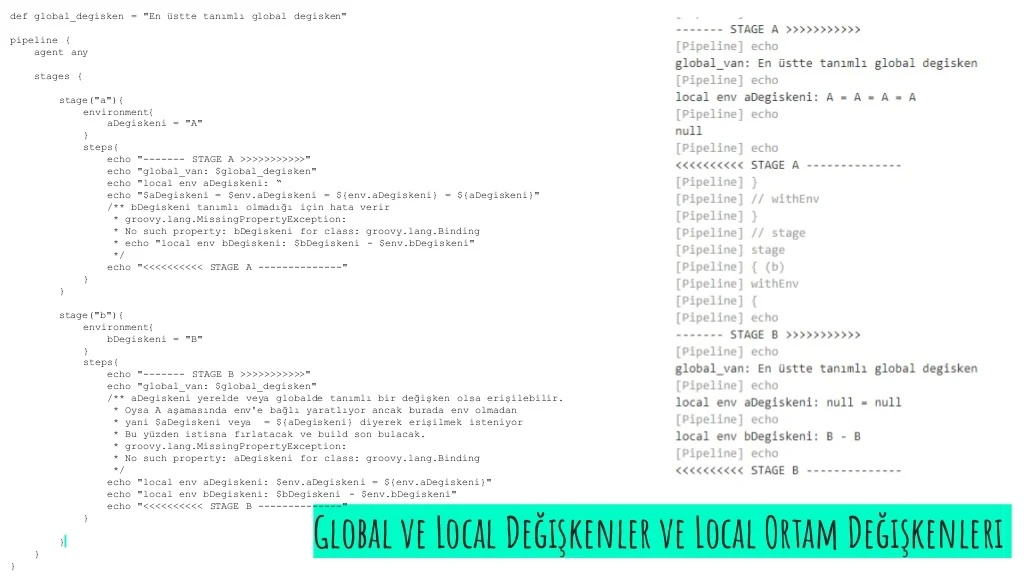 def global_degisken = "En üstte tanımlı global degisken"
pipeline {
agent any
stages {
stage("a"){
environment{
aDegiskeni = "A"
}
steps{
echo "------- STAGE A >>>>>>>>>>>"
echo "global_van: $global_degisken"
echo "local env aDegiskeni: “
echo "$aDegiskeni = $env.aDegiskeni = ${env.aDegiskeni} = ${aDegiskeni}"
/** bDegiskeni tanımlı olmadığı için hata verir
* groovy.lang.MissingPropertyException:
* No such property: bDegiskeni for class: groovy.lang.Binding
* echo "local env bDegiskeni: $bDegiskeni - $env.bDegiskeni"
*/
echo "<<<<<<<<<< STAGE A --------------"
}
}
stage("b"){
environment{
bDegiskeni = "B"
}
steps{
echo "------- STAGE B >>>>>>>>>>>"
echo "global_van: $global_degisken"
/** aDegiskeni yerelde veya globalde tanımlı bir değişken olsa erişilebilir.
* Oysa A aşamasında env'e bağlı yaratlıyor ancak burada env olmadan
* yani $aDegiskeni veya  = ${aDegiskeni} diyerek erişilmek isteniyor
* Bu yüzden istisna fırlatacak ve build son bulacak.
* groovy.lang.MissingPropertyException:
* No such property: aDegiskeni for class: groovy.lang.Binding
*/
echo "local env aDegiskeni: $env.aDegiskeni = ${env.aDegiskeni}"
echo "local env bDegiskeni: $bDegiskeni - $env.bDegiskeni"
echo "<<<<<<<<<< STAGE B --------------"
}
}
}
}
------- STAGE A >>>>>>>>>>>
[Pipeline] echo
global_van: En üstte tanımlı global degisken
[Pipeline] echo
local env aDegiskeni: A = A = A = A
[Pipeline] echo
null
[Pipeline] echo
<<<<<<<<<< STAGE A --------------
[Pipeline] }
[Pipeline] // withEnv
[Pipeline] }
[Pipeline] // stage
[Pipeline] stage
[Pipeline] { (b)
[Pipeline] withEnv
[Pipeline] {
[Pipeline] echo
------- STAGE B >>>>>>>>>>>
[Pipeline] echo
global_van: En üstte tanımlı global degisken
[Pipeline] echo
local env aDegiskeni: null = null
[Pipeline] echo
local env bDegiskeni: B - B
[Pipeline] echo
<<<<<<<<<< STAGE B --------------
Global ve Local Değişkenler ve Local Ortam Değişkenleri